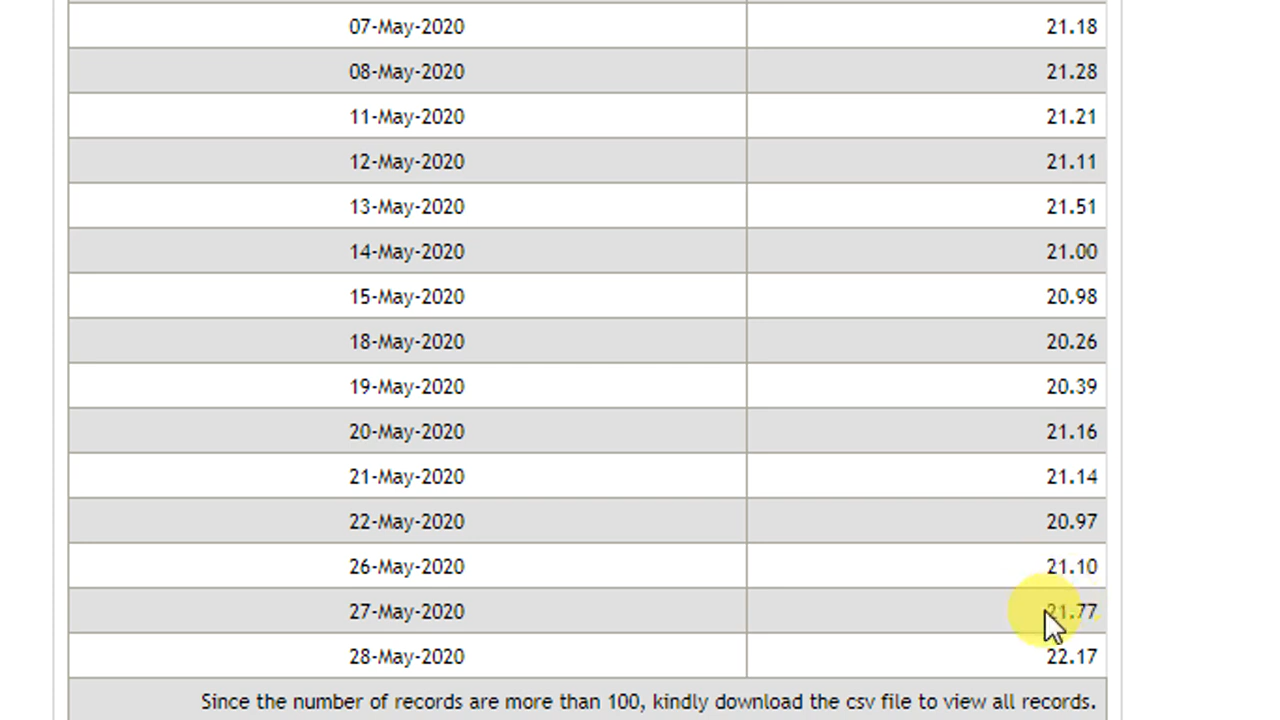 07-May-2020 21.18
08-May-2020 21.28
11-May-2020 21.21
12-May-2020 21.11
13-May-2020 21.51
14-May-2020 21.00
15-May-2020 20.98
18-May-2020 20.26
19-May-2020 20.39
20-May-2020 21.16
21-May-2020 21.14
22-May-2020 20.97
26-May-2020 21.10
27-May-2020 21.77
28-May-2020 22.17
Since the number of records are more than 100, kindly download the csv file to view all records.